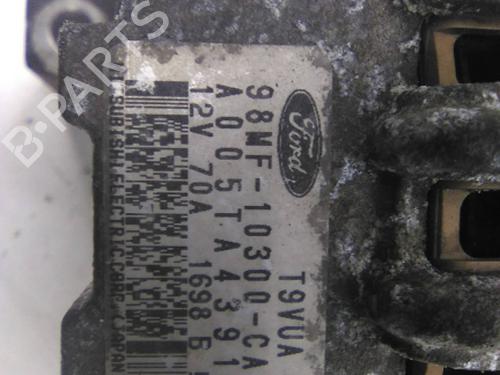 Ford
T9VUA
98MF-10300-CA
A005TA4391
12V 70A 1698 B
MITSUBISHI ELECTRIC CORP. JAPAN
B-PARTS